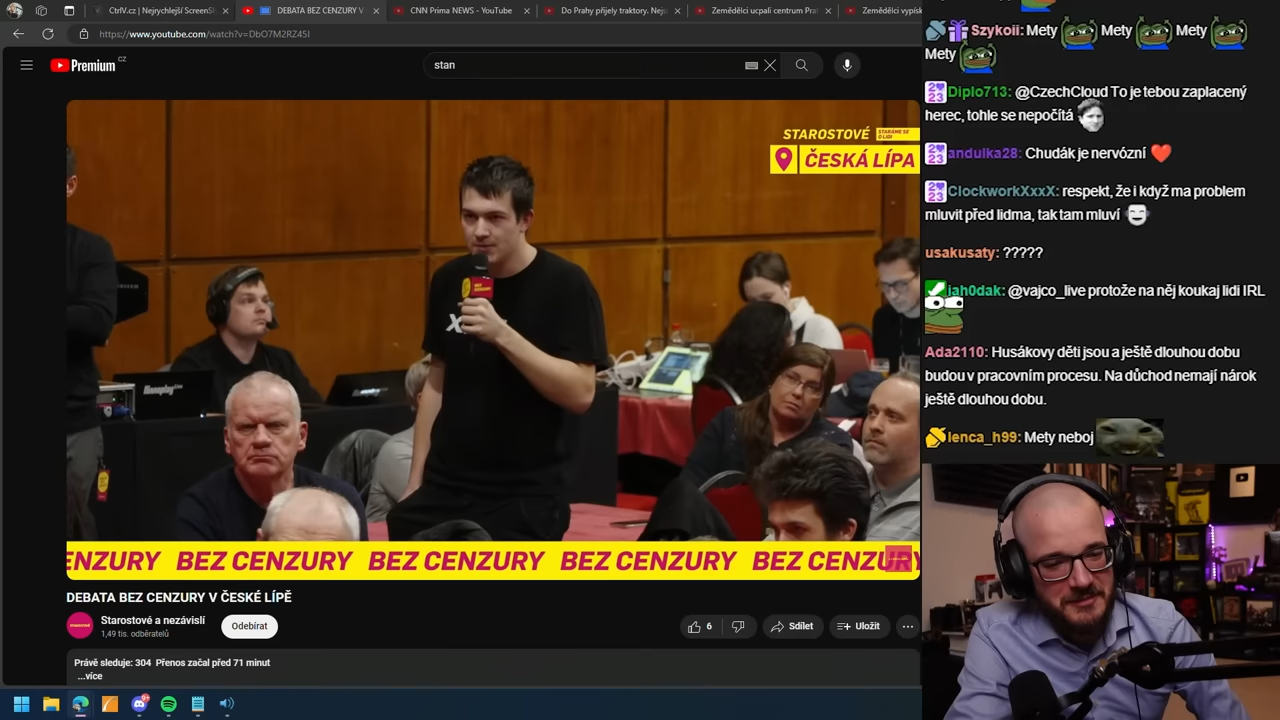 CtrlV.cz | Nejrychlejší ScreenS
DEBATA BEZ CENZURY V
CNN Prima NEWS - YouTube
Do Prahy přijely traktory. Neju
Zemědělci ucpali centrum Pra
Zemědělci vypísk
https://www.youtube.com/watch?v=DbO7M2RZ45I
Premium CZ
stan
STAROSTOVÉ STARÁME SE O LIDI
ČESKÁ LÍPA
ENZURY BEZ CENZURY BEZ CENZURY BEZ CENZURY BEZ CENZURY
DEBATA BEZ CENZURY V ČESKÉ LÍPĚ
Starostové a nezávislí
1,49 tis. odběratelů
Odebírat
6
Sdílet
Uložit
Právě sleduje: 304 Přenos začal před 71 minut
...více
Szykoii: Mety Mety Mety
Mety
Diplo713: @CzechCloud To je tebou zaplacený
herec, tohle se nepočítá
andulka28: Chudák je nervózní
ClockworkXxxX: respekt, že i když ma problem
mluvit před lidma, tak tam mluví
usakusaty: ?????
jah0dak: @vajco_live protože na něj koukaj lidi IRL
Ada2110: Husákovy děti jsou a ještě dlouhou dobu
budou v pracovním procesu. Na důchod nemají nárok
ještě dlouhou dobu.
lenca_h99: Mety neboj